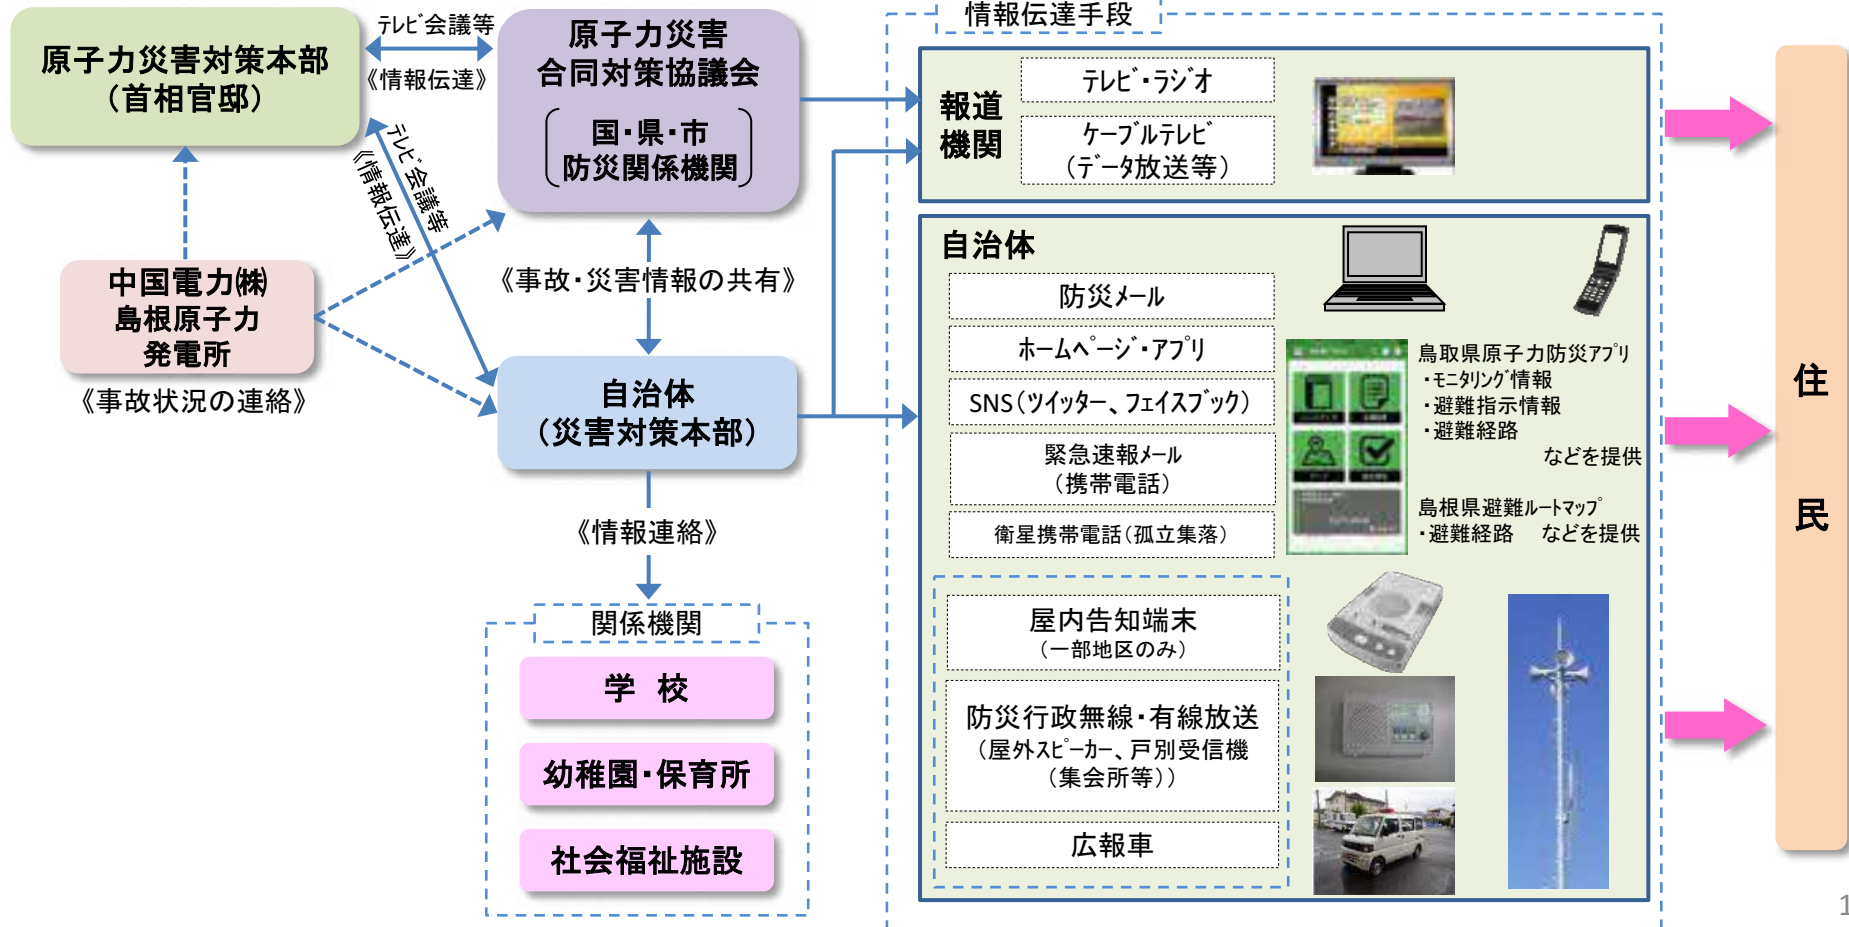 原子力災害対策本部
（首相官邸）
テレビ会議等
《情報伝達》
原子力災害
合同対策協議会
国・県・市
防災関係機関
テレビ会議等
《情報伝達》
中国電力㈱
島根原子力
発電所
《事故状況の連絡》
《事故・災害情報の共有》
自治体
（災害対策本部）
《情報連絡》
関係機関
学 校
幼稚園・保育所
社会福祉施設
情報伝達手段
報道
機関
テレビ・ラジオ
ケーブルテレビ
（データ放送等）
自治体
防災メール
ホームページ・アプリ
SNS（ツイッター、フェイスブック）
緊急速報メール
（携帯電話）
衛星携帯電話（孤立集落）
鳥取県原子力防災アプリ
・モニタリング情報
・避難指示情報
・避難経路
などを提供
島根県避難ルートマップ
・避難経路 などを提供
屋内告知端末
（一部地区のみ）
防災行政無線・有線放送
（屋外スピーカー、戸別受信機
（集会所等））
広報車
住
民
1